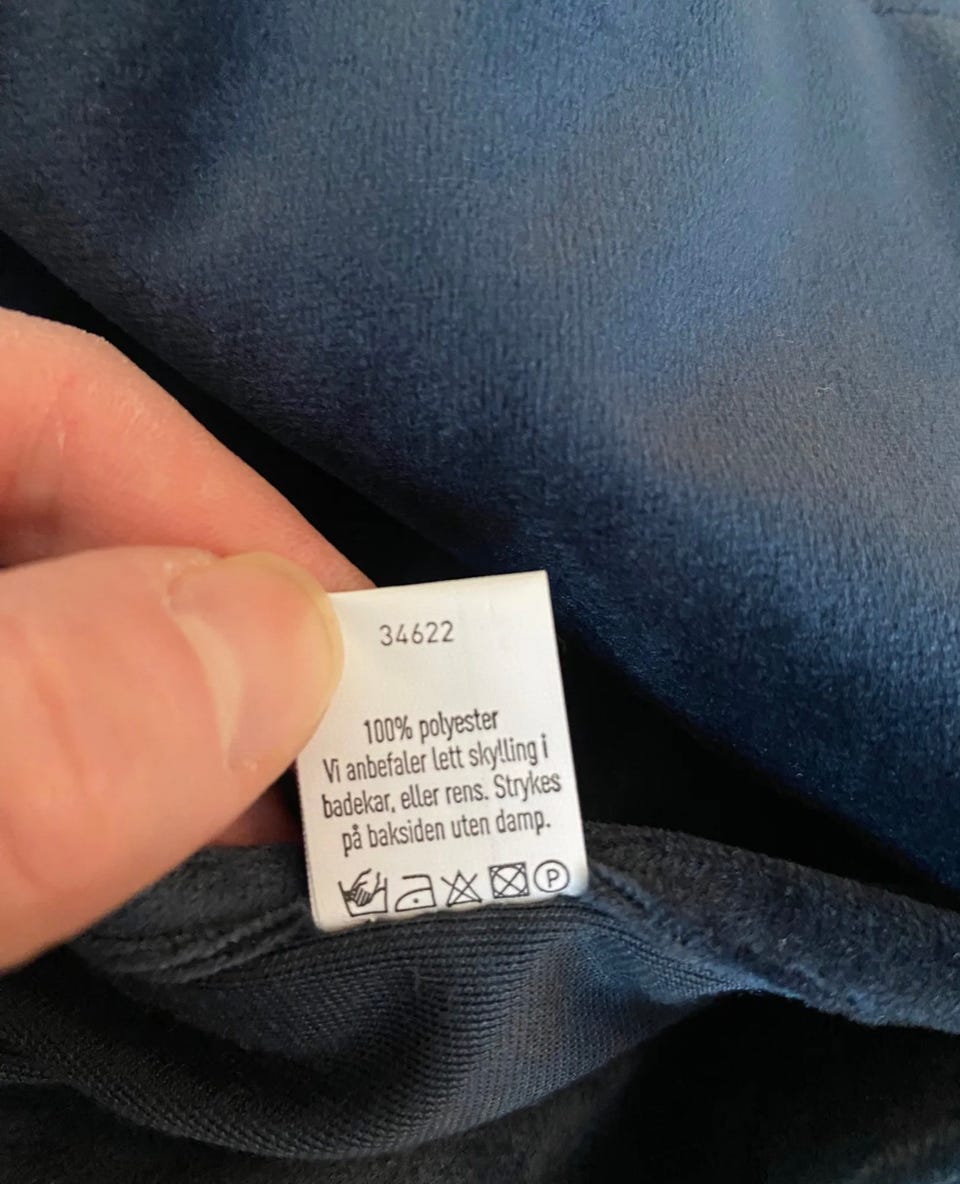 34622
100% polyester
Vi anbefaler lett skylling i
badekar, eller rens. Strykes
på baksiden uten damp.
P